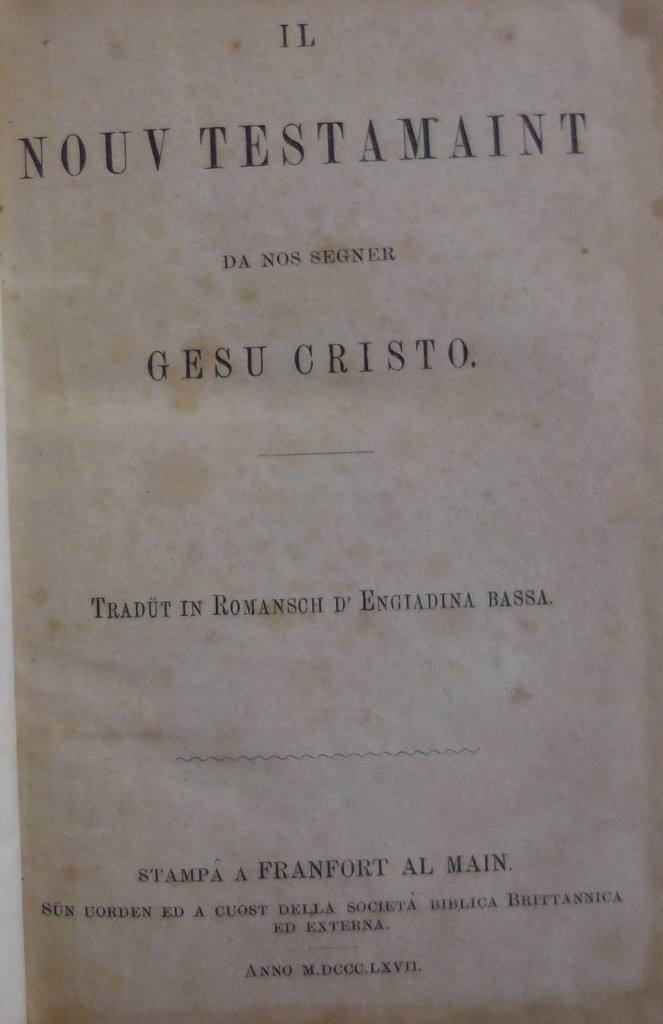 IL
NOUV TESTAMAINT
DA NOS SEGNER
GESU CRISTO.
TRADÜT IN ROMANSCH D' ENGIADINA BASSA.
STAMPÂ A FRANFORT AL MAIN.
SÜN UORDEN ED A CUOST DELLA SOCIETÀ BIBLICA BRITTANNICA
ED EXTERNA.
ANNO M.DCCC.LXVII.